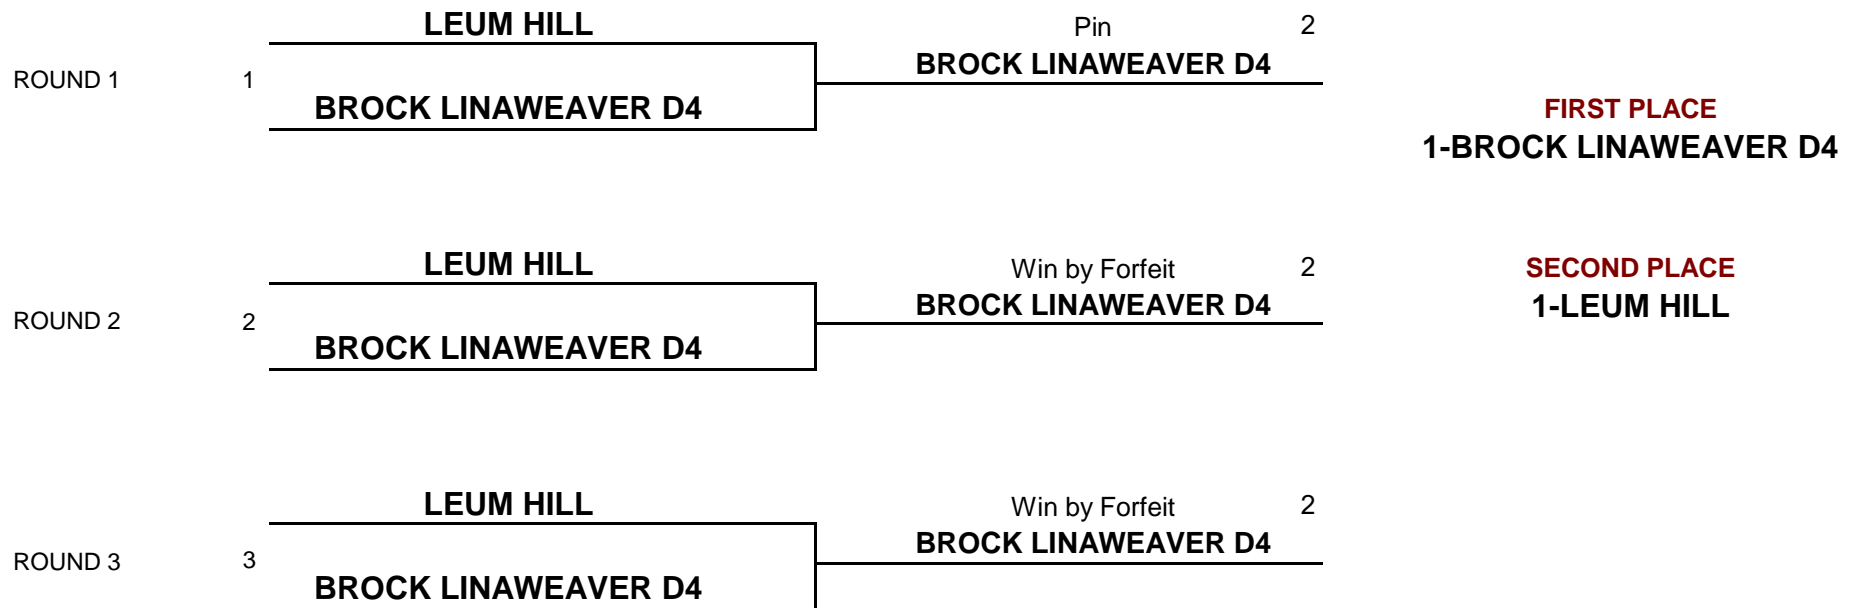 LEUM HILL
Pin 2
BROCK LINAWEAVER D4
ROUND 1 1
BROCK LINAWEAVER D4
FIRST PLACE
1-BROCK LINAWEAVER D4
LEUM HILL
Win by Forfeit 2
SECOND PLACE
BROCK LINAWEAVER D4
1-LEUM HILL
ROUND 2 2
BROCK LINAWEAVER D4
LEUM HILL
Win by Forfeit 2
BROCK LINAWEAVER D4
ROUND 3 3
BROCK LINAWEAVER D4